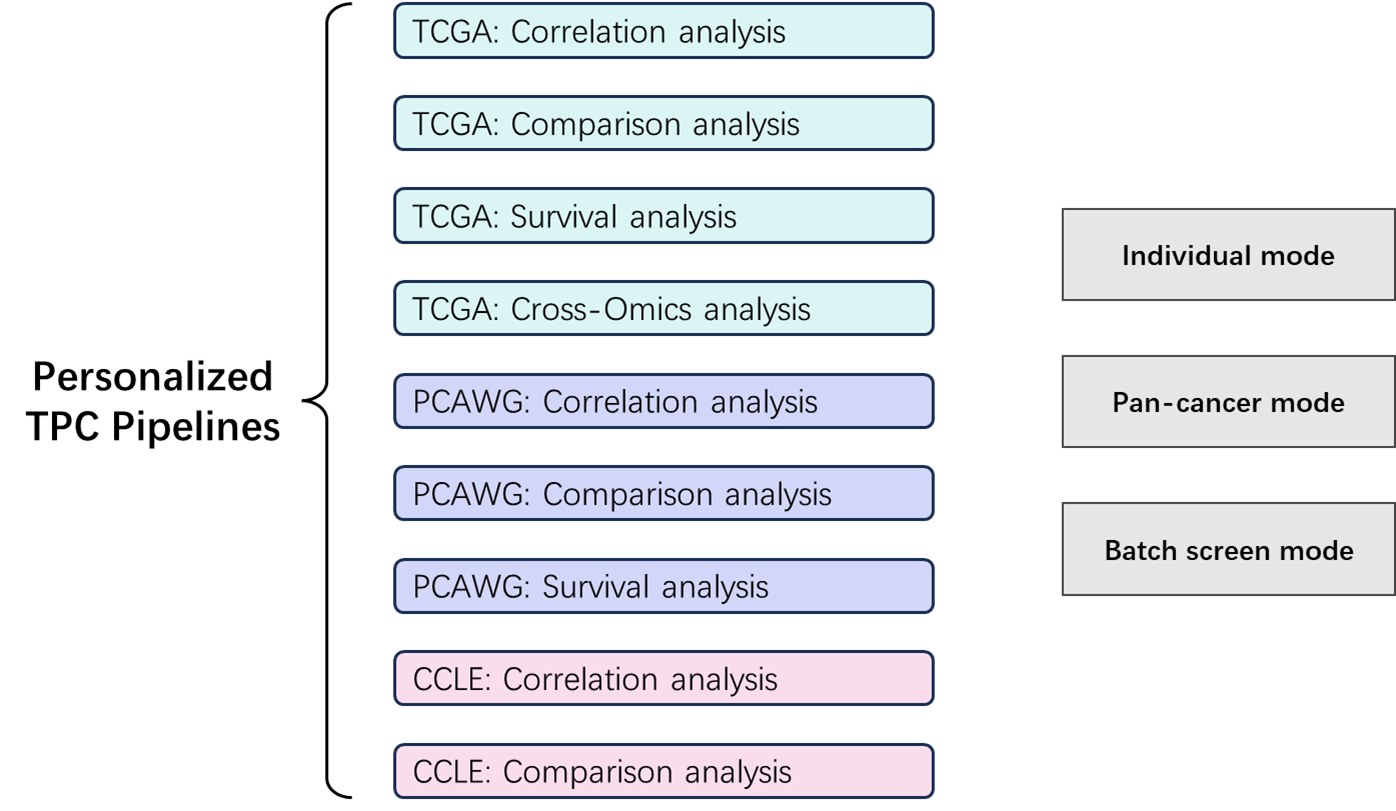 Personalized
TPC Pipelines
TCGA: Correlation analysis
TCGA: Comparison analysis
TCGA: Survival analysis
TCGA: Cross-Omics analysis
PCAWG: Correlation analysis
PCAWG: Comparison analysis
PCAWG: Survival analysis
CCLE: Correlation analysis
CCLE: Comparison analysis
Individual mode
Pan-cancer mode
Batch screen mode